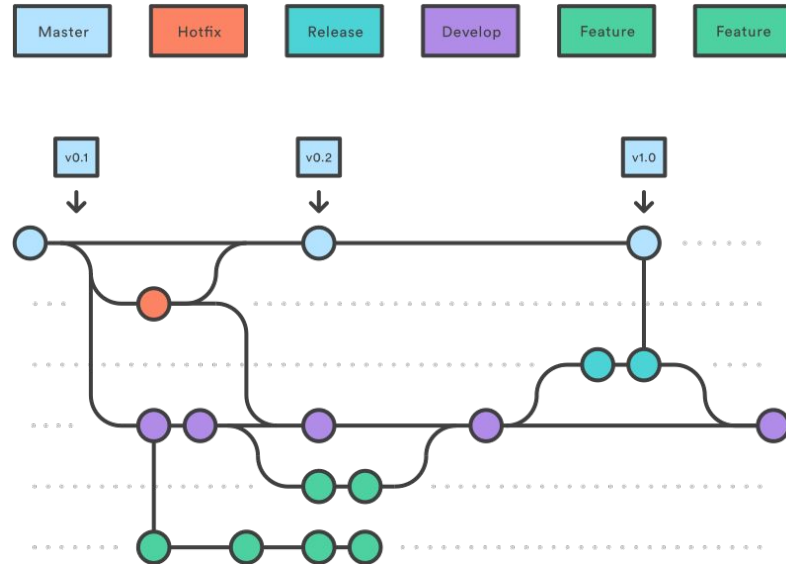 Master
Hotfix
Release
Develop
Feature
Feature
v0.1
v0.2
v1.0